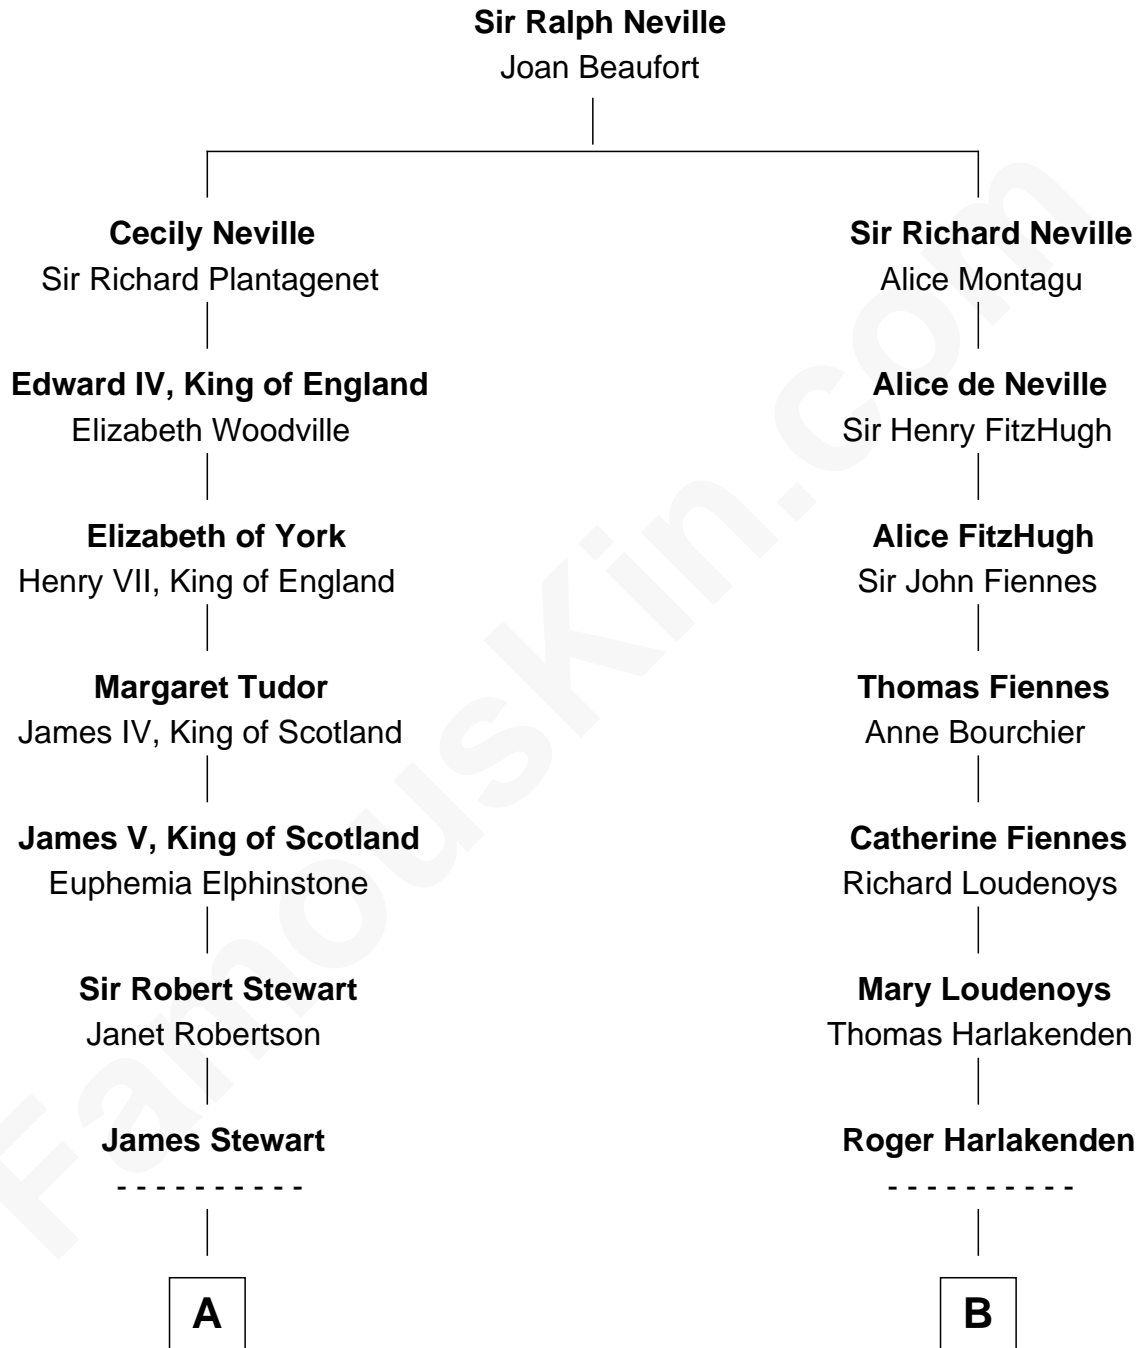 Sir Ralph Neville
Joan Beaufort
Cecily Neville
Sir Richard Plantagenet
Sir Richard Neville
Alice Montagu
Edward IV, King of England
Elizabeth Woodville
Alice de Neville
Sir Henry FitzHugh
Elizabeth of York
Henry VII, King of England
Alice FitzHugh
Sir John Fiennes
Margaret Tudor
James IV, King of Scotland
Thomas Fiennes
Anne Bourchier
James V, King of Scotland
Euphemia Elphinstone
Catherine Fiennes
Richard Loudenoys
Sir Robert Stewart
Janet Robertson
Mary Loudenoys
Thomas Harlakenden
James Stewart
- - - - - - - - - -
Roger Harlakenden
- - - - - - - - - -
A
B
FamousKin.com